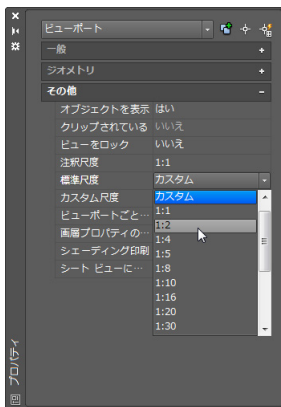 ビューポート
一般
ジオメトリ
その他
オブジェクトを表示 はい
クリップされている いいえ
ビューをロック いいえ
注釈尺度 1:1
標準尺度 カスタム
カスタム尺度 カスタム
ビューポートごと… 1:1
画層プロパティの… 1:2
1:4
シェーディング印刷 1:5
シート ビューに… 1:8
1:10
1:16
1:20
1:30
プロパティ